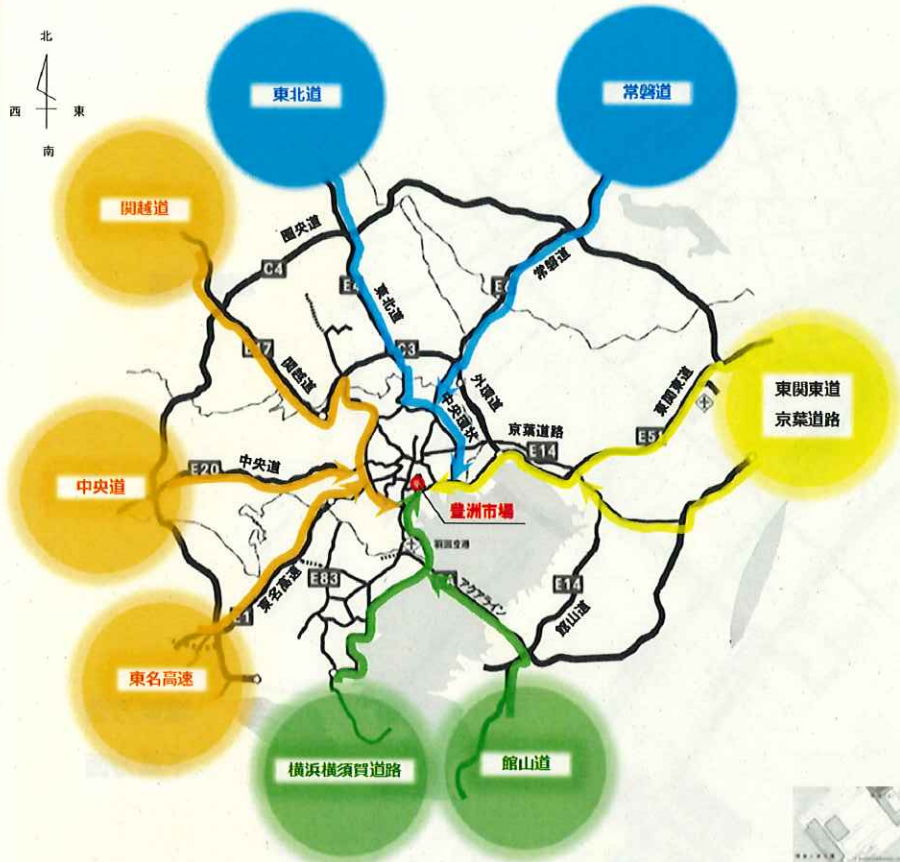 北
西
東
南
東北道
常磐道
関越道
圏央道
C4
東北道
常磐道
C3
関越道
外環道
中央環状
京葉道路
E14
東関東道
E51
東関東道
京葉道路
E20
中央道
中央道
豊洲市場
羽田空港
E83
東名高速
E1
アクアライン
E14
館山道
東名高速
横浜横須賀道路
館山道